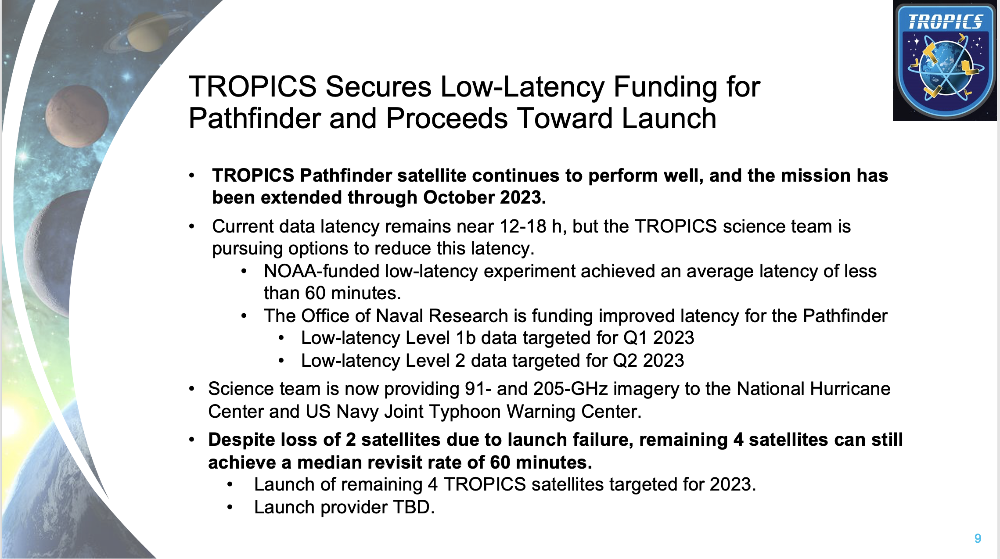 TROPICS
TROPICS Secures Low-Latency Funding for
Pathfinder and Proceeds Toward Launch
• TROPICS Pathfinder satellite continues to perform well, and the mission has
been extended through October 2023.
• Current data latency remains near 12-18 h, but the TROPICS science team is
pursuing options to reduce this latency.
• NOAA-funded low-latency experiment achieved an average latency of less
than 60 minutes.
• The Office of Naval Research is funding improved latency for the Pathfinder
• Low-latency Level 1b data targeted for Q1 2023
• Low-latency Level 2 data targeted for Q2 2023
• Science team is now providing 91- and 205-GHz imagery to the National Hurricane
Center and US Navy Joint Typhoon Warning Center.
• Despite loss of 2 satellites due to launch failure, remaining 4 satellites can still
achieve a median revisit rate of 60 minutes.
• Launch of remaining 4 TROPICS satellites targeted for 2023.
• Launch provider TBD.
9